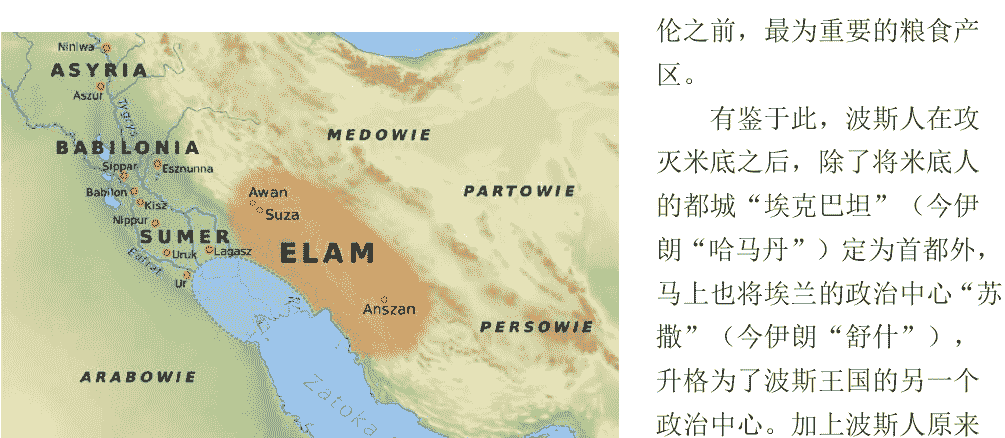 Niniwa
ASYRIA
Aszur
Tygrys
MEDOWIE
BABILONIA
Sippar
Esznunna
PARTOWIE
Babilon
Kisz
Awan
Suza
Nippur
SUMER
Uruk
Lagasz
ELAM
Eufrat
Ur
Anszan
PERSOWIE
ARABOWIE
Zatoka
伦之前，最为重要的粮食产
区。
有鉴于此，波斯人在攻
灭米底之后，除了将米底人
的都城“埃克巴坦”（今伊
朗“哈马丹”）定为首都外，
马上也将埃兰的政治中心“苏
撒”（今伊朗“舒什”），
升格为了波斯王国的另一个
政治中心。加上波斯人原来